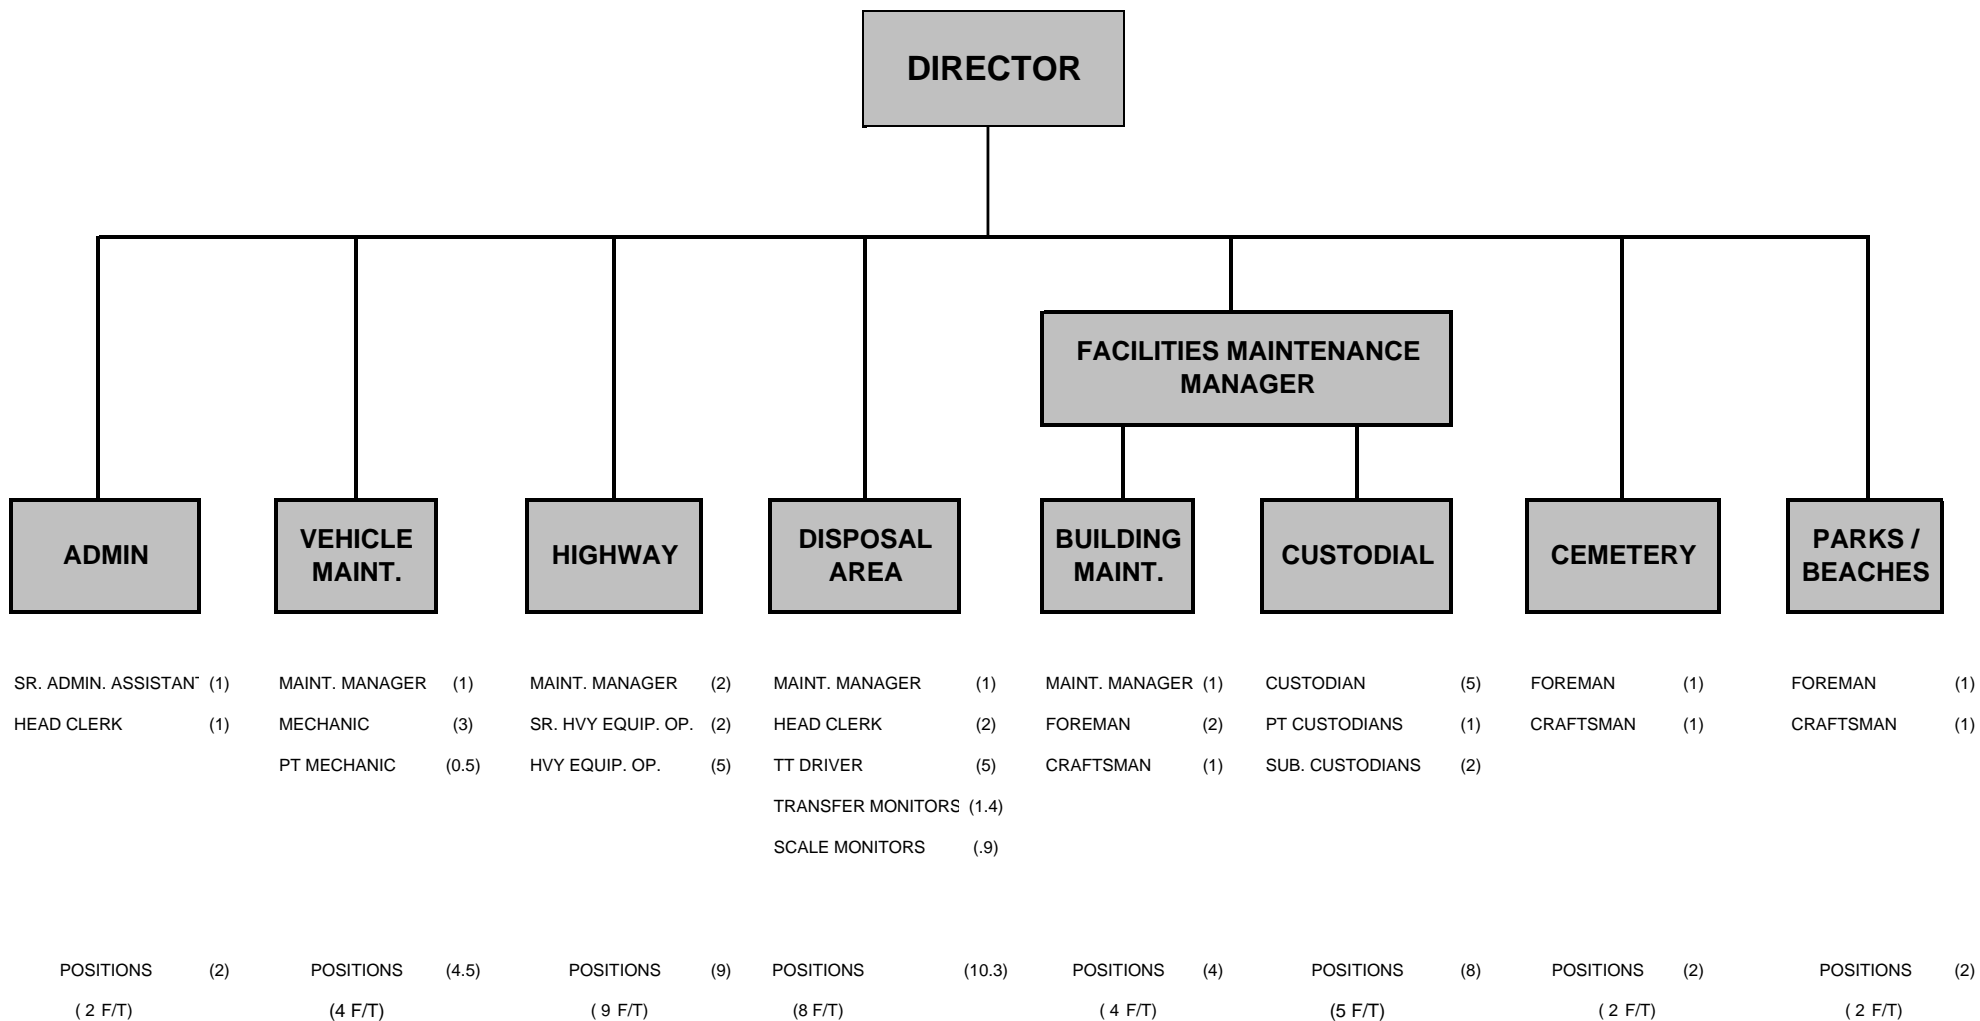 DIRECTOR
FACILITIES MAINTENANCE
MANAGER
ADMIN
VEHICLE
MAINT.
HIGHWAY
DISPOSAL
AREA
BUILDING
MAINT.
CUSTODIAL
CEMETERY
PARKS /
BEACHES
SR. ADMIN. ASSISTANT (1)
HEAD CLERK (1)
MAINT. MANAGER (1)
MECHANIC (3)
PT MECHANIC (0.5)
MAINT. MANAGER (2)
SR. HVY EQUIP. OP. (2)
HVY EQUIP. OP. (5)
MAINT. MANAGER (1)
HEAD CLERK (2)
TT DRIVER (5)
TRANSFER MONITORS (1.4)
SCALE MONITORS (.9)
MAINT. MANAGER (1)
FOREMAN (2)
CRAFTSMAN (1)
CUSTODIAN (5)
PT CUSTODIANS (1)
SUB. CUSTODIANS (2)
FOREMAN (1)
CRAFTSMAN (1)
FOREMAN (1)
CRAFTSMAN (1)
POSITIONS (2)
( 2 F/T)
POSITIONS (4.5)
(4 F/T)
POSITIONS (9)
( 9 F/T)
POSITIONS (10.3)
(8 F/T)
POSITIONS (4)
( 4 F/T)
POSITIONS (8)
(5 F/T)
POSITIONS (2)
( 2 F/T)
POSITIONS (2)
( 2 F/T)